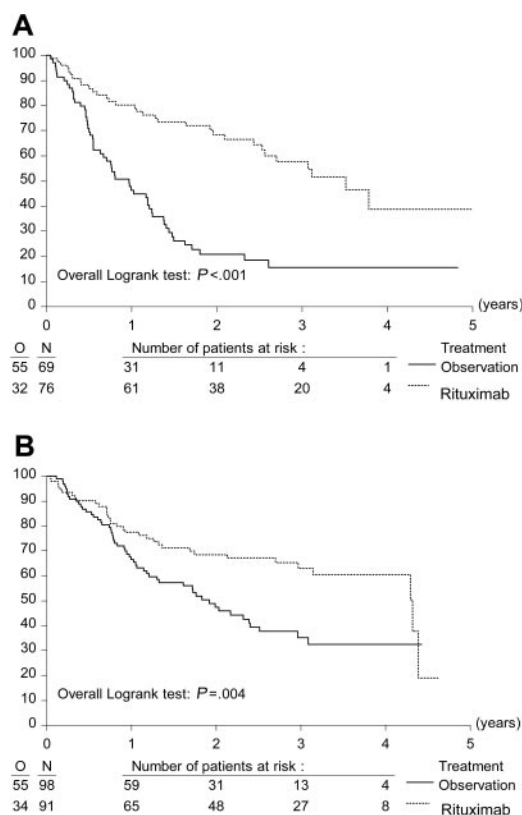 A
100
90
80
70
60
50
40
30
20
10
0
Overall Logrank test: P<.001
0 1 2 3 4 5
(years)
O N Number of patients at risk : Treatment
55 69 31 11 4 1 Observation
32 76 61 38 20 4 Rituximab
B
100
90
80
70
60
50
40
30
20
10
0
Overall Logrank test: P=.004
0 1 2 3 4 5
(years)
O N Number of patients at risk : Treatment
55 98 59 31 13 4 Observation
34 91 65 48 27 8 Rituximab